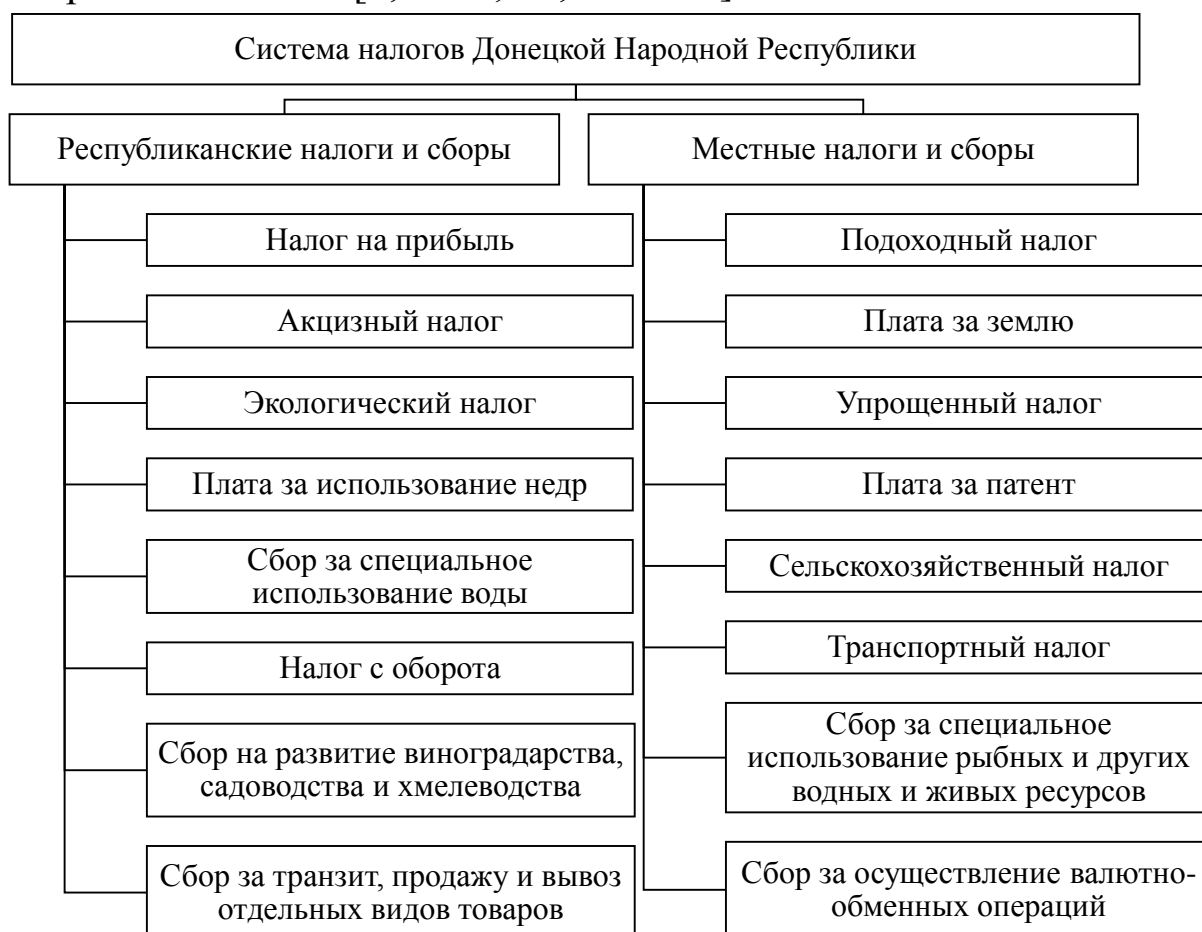 Система налогов Донецкой Народной Республики
Республиканские налоги и сборы
Местные налоги и сборы
Налог на прибыль
Акцизный налог
Экологический налог
Плата за использование недр
Сбор за специальное
использование воды
Налог с оборота
Сбор на развитие виноградарства,
садоводства и хмелеводства
Сбор за транзит, продажу и вывоз
отдельных видов товаров
Подоходный налог
Плата за землю
Упрощенный налог
Плата за патент
Сельскохозяйственный налог
Транспортный налог
Сбор за специальное
использование рыбных и других
водных и живых ресурсов
Сбор за осуществление валютно-
обменных операций